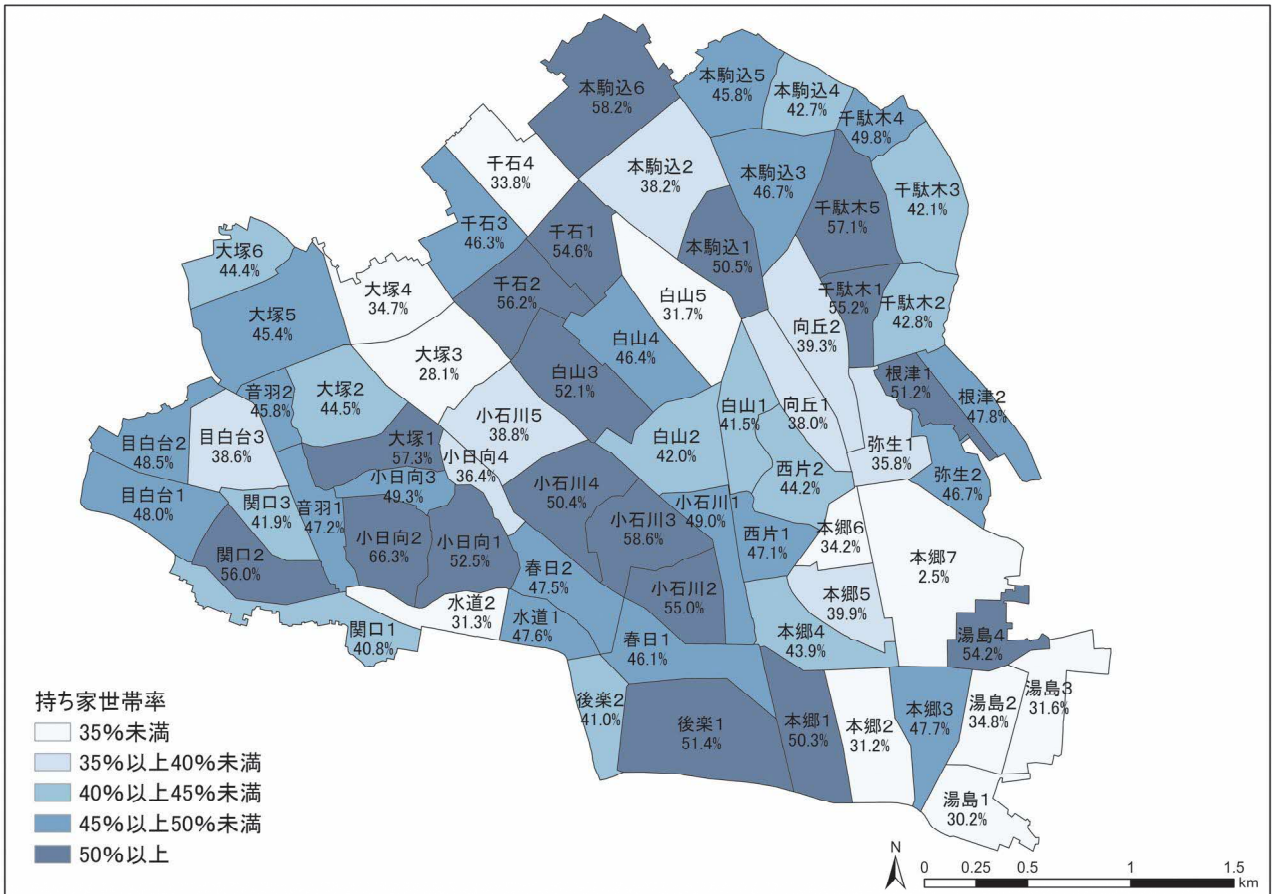 本駒込6
58.2%
本駒込5
45.8%
本駒込4
42.7%
千駄木4
49.8%
千石4
33.8%
本駒込2
38.2%
本駒込3
46.7%
千駄木3
42.1%
千駄木5
57.1%
千石3
46.3%
千石1
54.6%
本駒込1
50.5%
大塚6
44.4%
大塚4
34.7%
千石2
56.2%
白山5
31.7%
千駄木1
55.2%
千駄木2
42.8%
大塚5
45.4%
白山4
46.4%
向丘2
39.3%
大塚3
28.1%
白山3
52.1%
根津1
51.2%
根津2
47.8%
音羽2
45.8%
大塚2
44.5%
小石川5
38.8%
白山1
41.5%
向丘1
38.0%
目白台2
48.5%
目白台3
38.6%
大塚1
57.3%
小日向4
36.4%
白山2
42.0%
弥生1
35.8%
西片2
44.2%
弥生2
46.7%
小日向3
49.3%
小石川4
50.4%
目白台1
48.0%
関口3
41.9%
音羽1
47.2%
小石川1
49.0%
小石川3
58.6%
本郷6
34.2%
小日向2
66.3%
小日向1
52.5%
西片1
47.1%
関口2
56.0%
本郷7
2.5%
春日2
47.5%
小石川2
55.0%
本郷5
39.9%
水道2
31.3%
水道1
47.6%
関口1
40.8%
春日1
46.1%
本郷4
43.9%
湯島4
54.2%
後楽2
41.0%
後楽1
51.4%
本郷1
50.3%
本郷2
31.2%
本郷3
47.7%
湯島2
34.8%
湯島3
31.6%
湯島1
30.2%
持ち家世帯率
35%未満
35%以上40%未満
40%以上45%未満
45%以上50%未満
50%以上
N
0 0.25 0.5 1 1.5
km